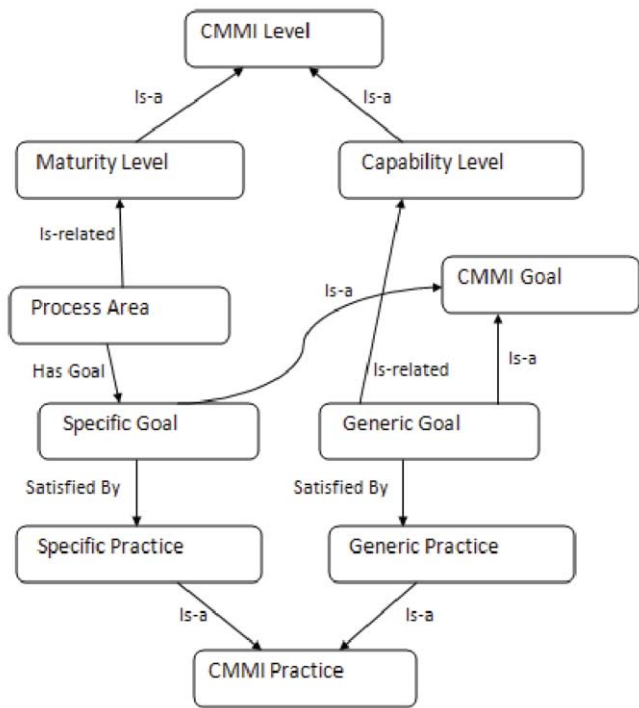 CMMI Level
Is-a
Is-a
Maturity Level
Capability Level
Is-related
CMMI Goal
Is-a
Process Area
Has Goal
Is-related
Is-a
Specific Goal
Generic Goal
Satisfied By
Satisfied By
Specific Practice
Generic Practice
Is-a
Is-a
CMMI Practice